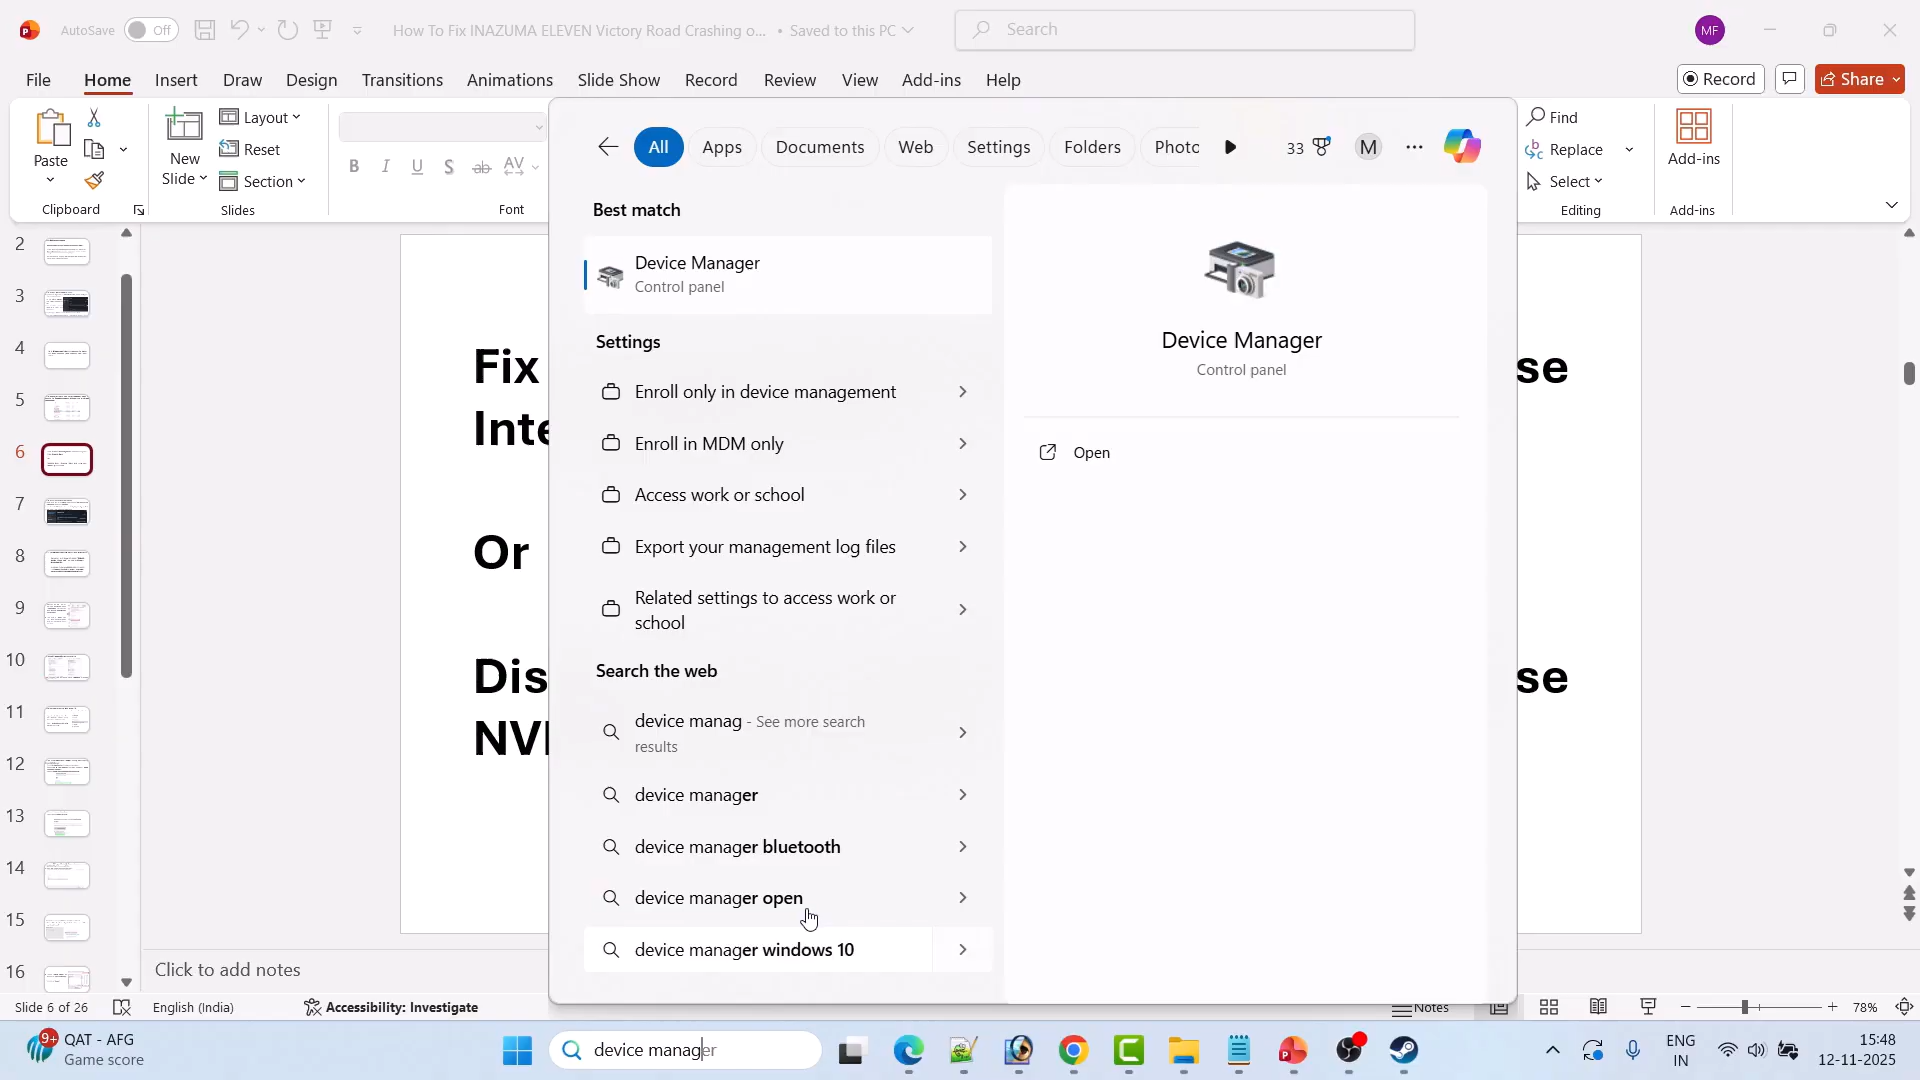 AutoSave Off
How To Fix INAZUMA ELEVEN Victory Road Crashing o... • Saved to this PC
Search
MF
File Home Insert Draw Design Transitions Animations Slide Show Record Review View Add-ins Help
Record Share
Paste
Clipboard
New Slide
Layout
Reset
Section
Slides
B I U S ab AV
Font
Find
Replace
Select
Editing
Add-ins
Add-ins
All Apps Documents Web Settings Folders Photo
33 M
Best match
Device Manager
Control panel
Settings
Enroll only in device management
Enroll in MDM only
Access work or school
Export your management log files
Related settings to access work or
school
Search the web
device manag - See more search
results
device manager
device manager bluetooth
device manager open
device manager windows 10
Device Manager
Control panel
Open
2
3
4
5
6
7
8
9
10
11
12
13
14
15
16
Fix
se
Inte
Or
Dis
se
NVI
Click to add notes
Slide 6 of 26 English (India) Accessibility: Investigate Notes 78%
9+ QAT - AFG
Game score
device manager
ENG
IN
15:48
12-11-2025